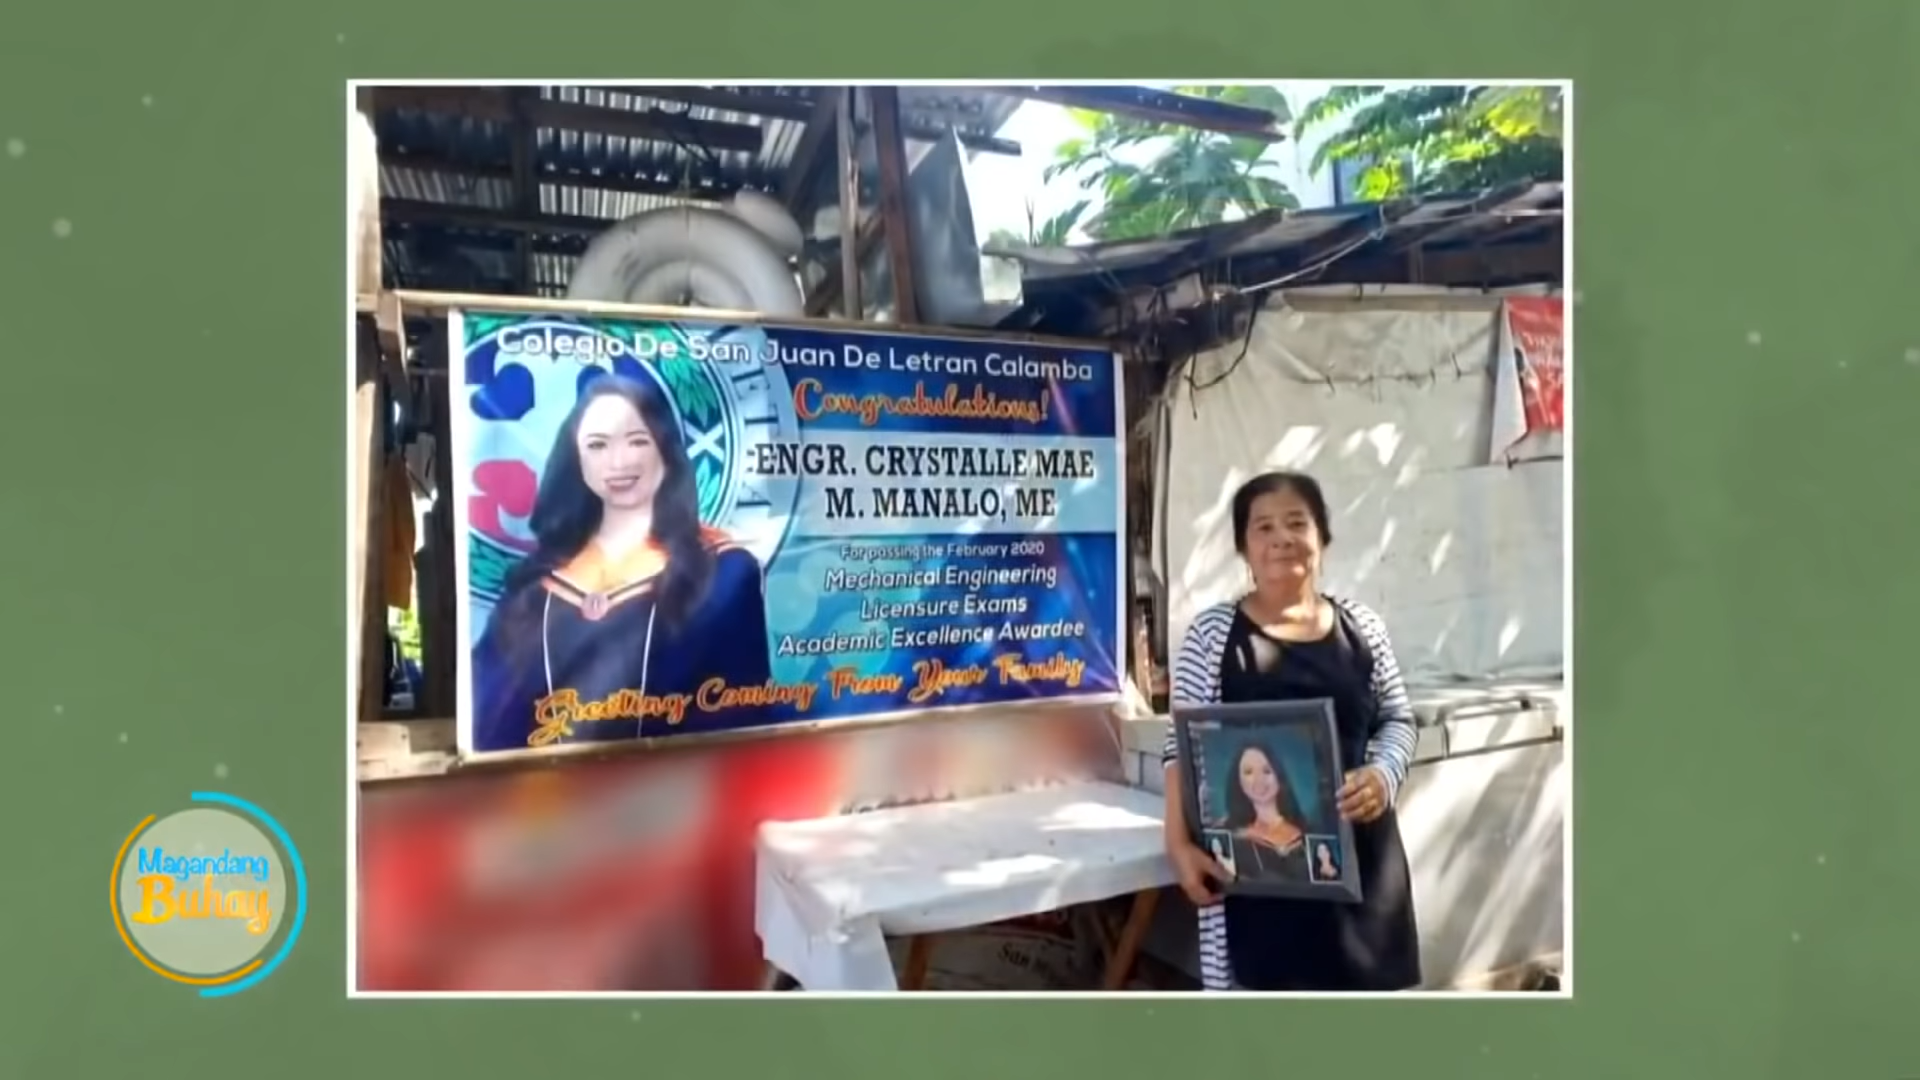 Colegio De San Juan De Letran Calamba
Congratulations!
ENGR. CRYSTALLE MAE
M. MANALO, ME
For passing the February 2020
Mechanical Engineering
Licensure Exams
Academic Excellence Awardee
Greeting Coming From Your Family
San
Magandang
Buhay